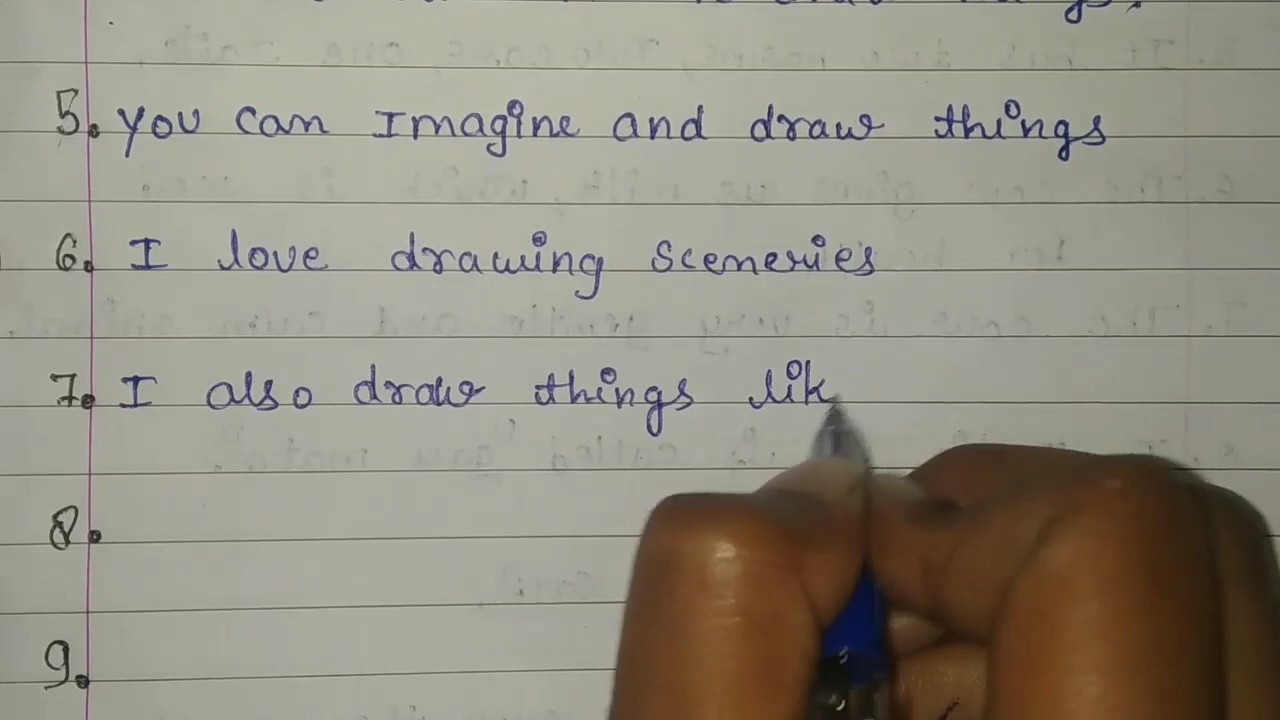 5. you can Imagine and draw things
6. I love drawing sceneries
7. I also draw things lik
8.
9.